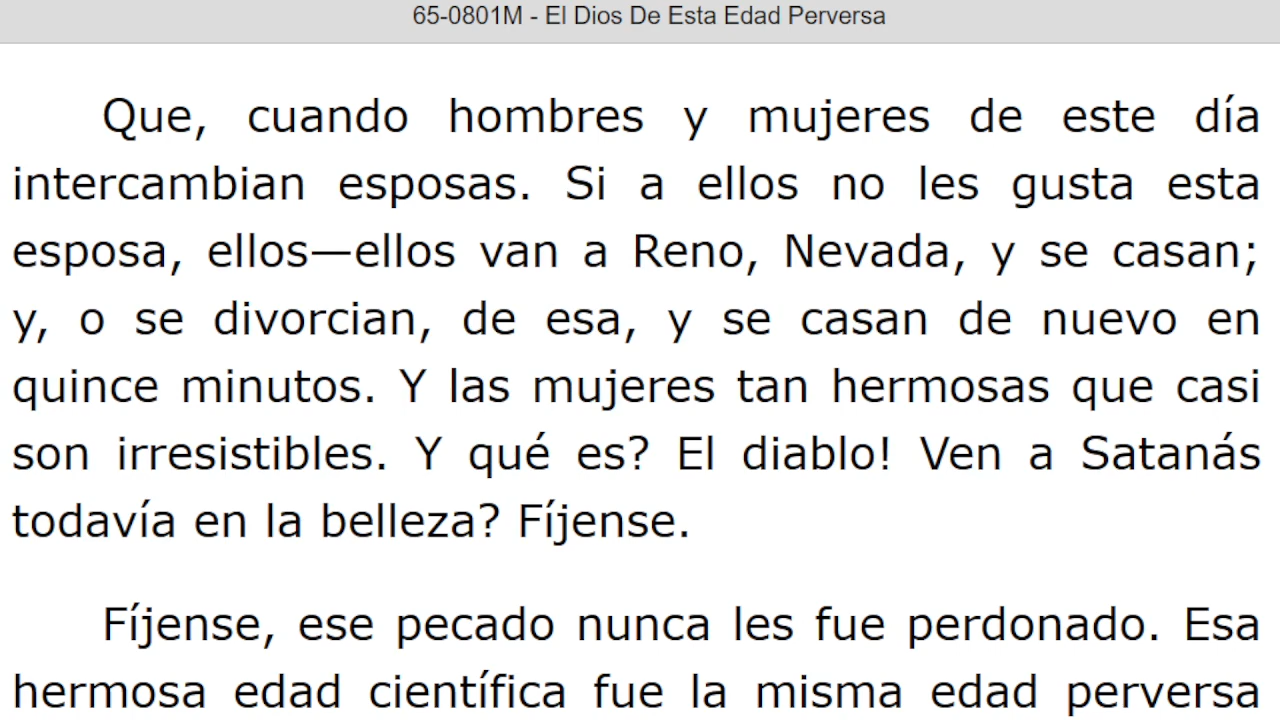 65-0801M - El Dios De Esta Edad Perversa
Que, cuando hombres y mujeres de este día
intercambian esposas. Si a ellos no les gusta esta
esposa, ellos—ellos van a Reno, Nevada, y se casan;
y, o se divorcian, de esa, y se casan de nuevo en
quince minutos. Y las mujeres tan hermosas que casi
son irresistibles. Y qué es? El diablo! Ven a Satanás
todavía en la belleza? Fíjense.
Fíjense, ese pecado nunca les fue perdonado. Esa
hermosa edad científica fue la misma edad perversa